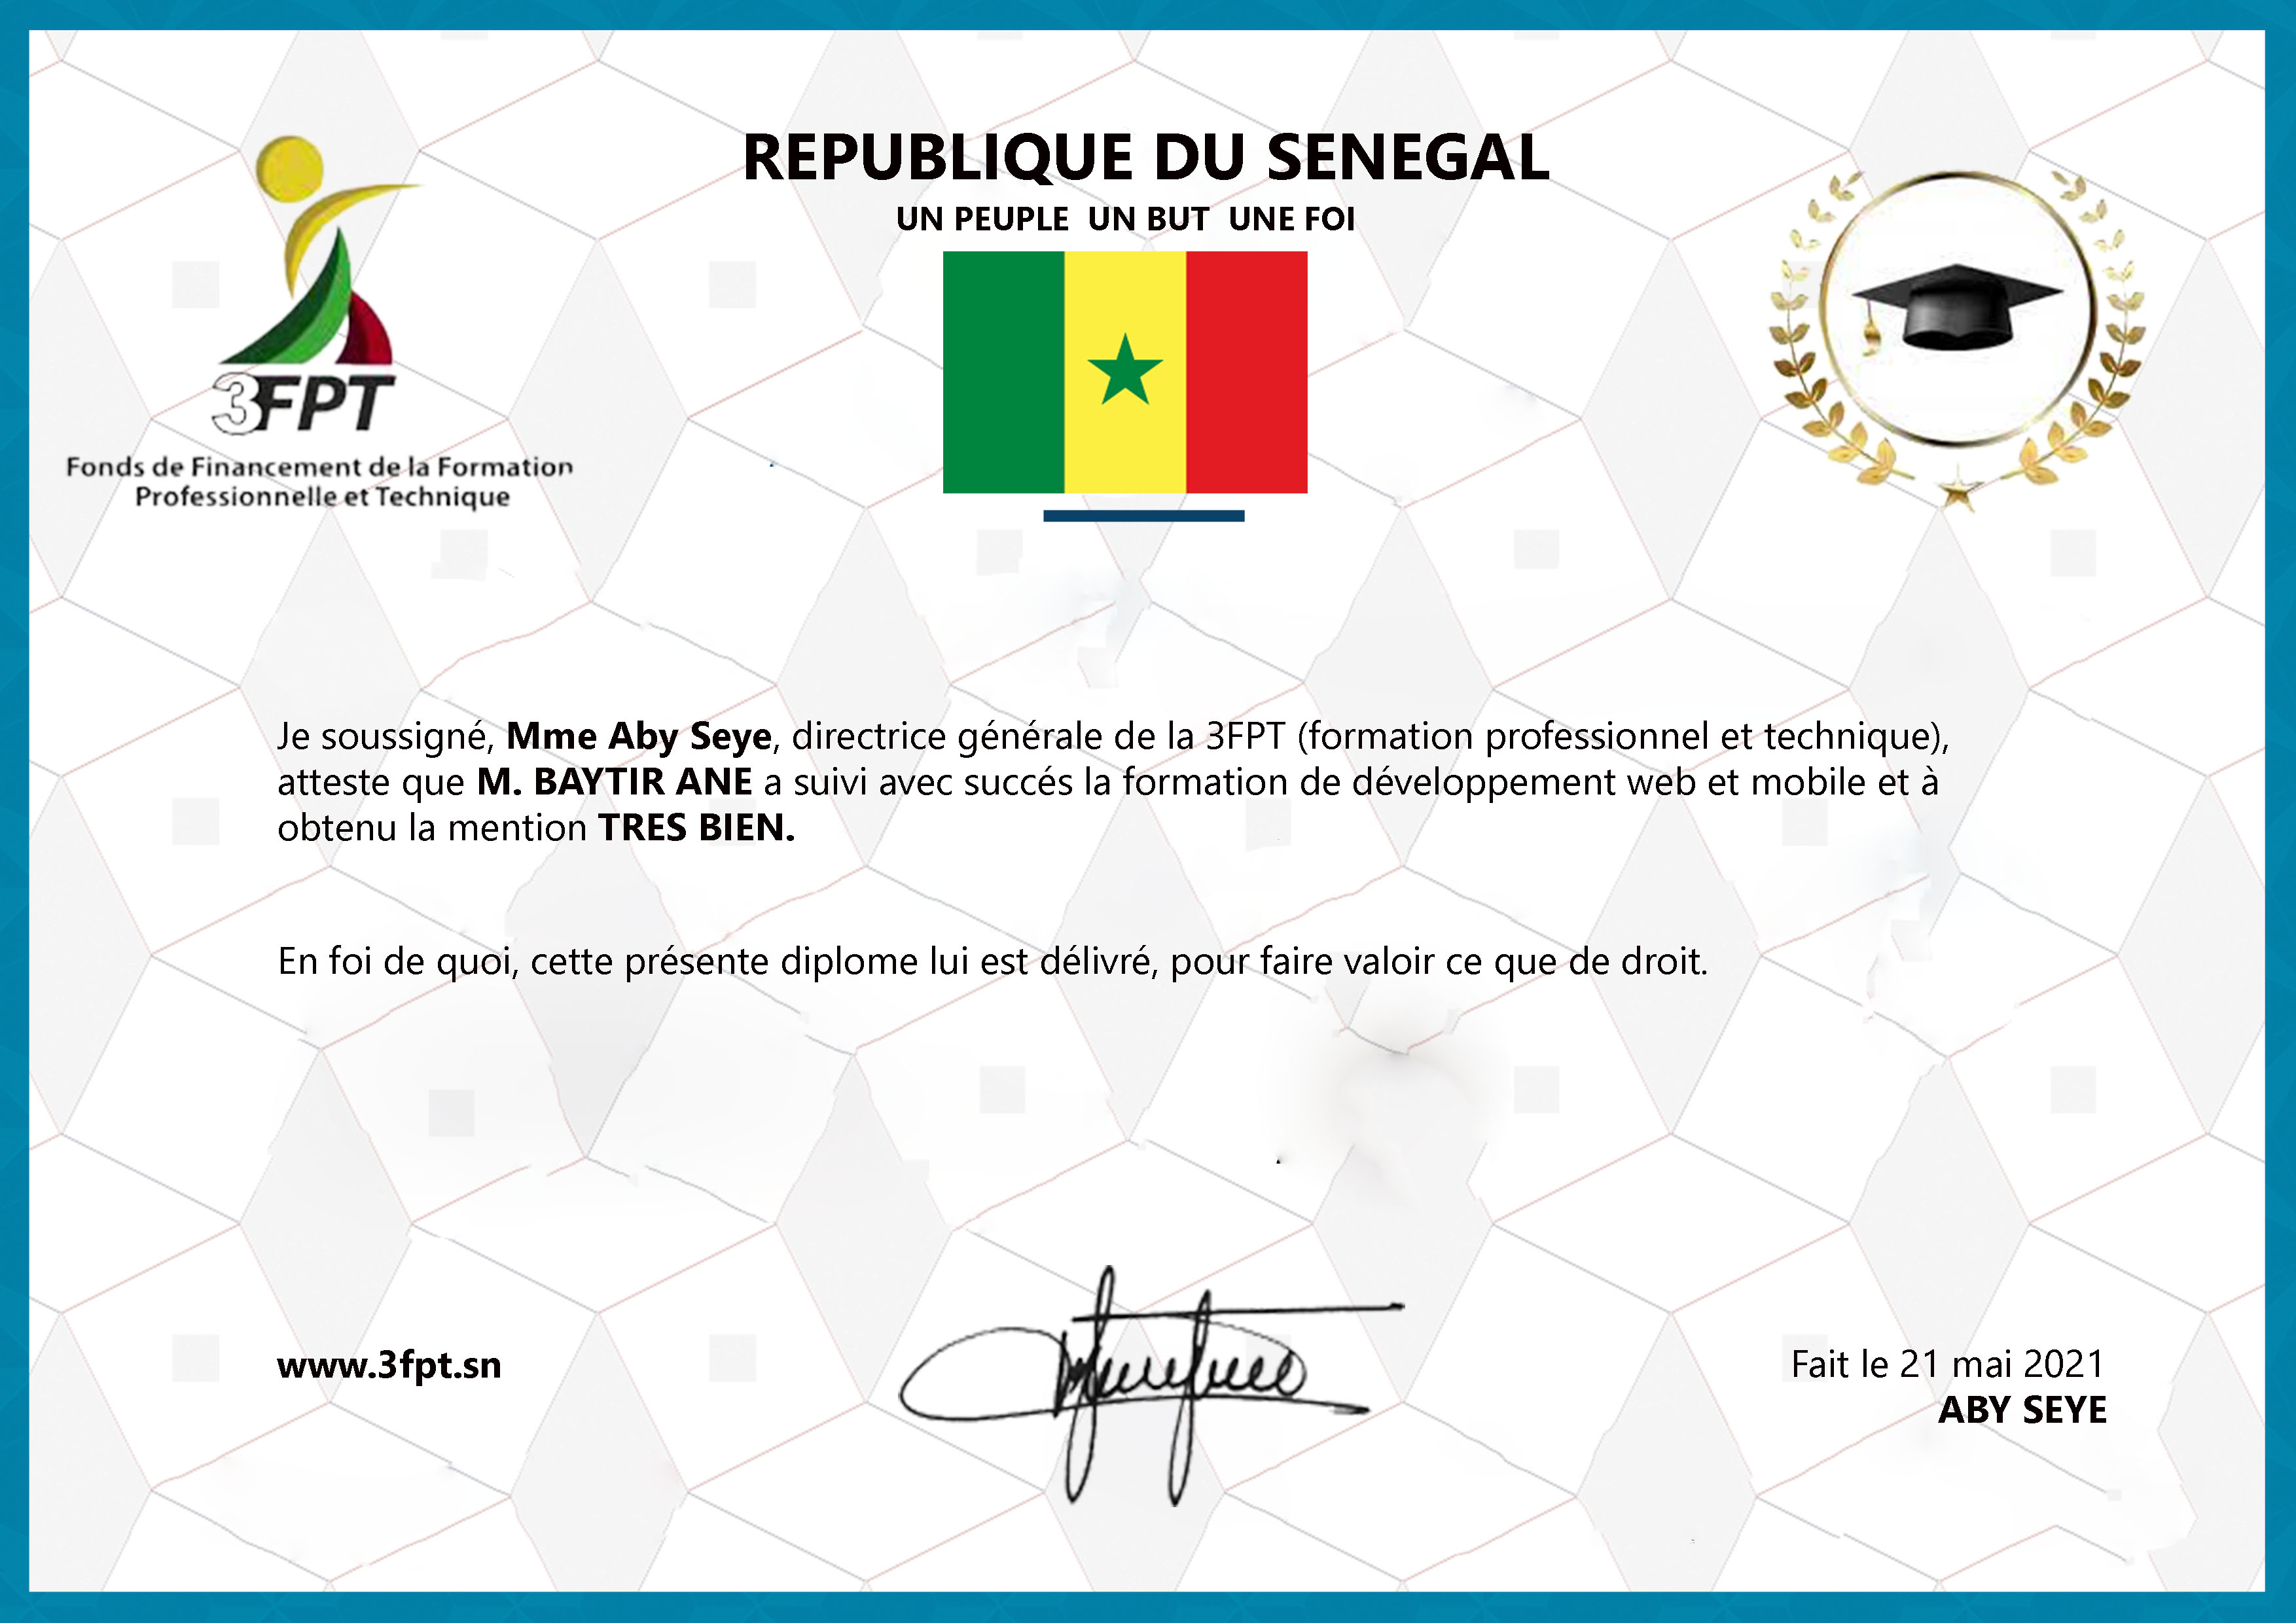 REPUBLIQUE DU SENEGAL
UN PEUPLE UN BUT UNE FOI
3FPT
Fonds de Financement de la Formation
Professionnelle et Technique
Je soussigné, Mme Aby Seye, directrice générale de la 3FPT (formation professionnel et technique),
atteste que M. BAYTIR ANE a suivi avec succés la formation de développement web et mobile et à
obtenu la mention TRES BIEN.
En foi de quoi, cette présente diplome lui est délivré, pour faire valoir ce que de droit.
www.3fpt.sn
Fait le 21 mai 2021
ABY SEYE